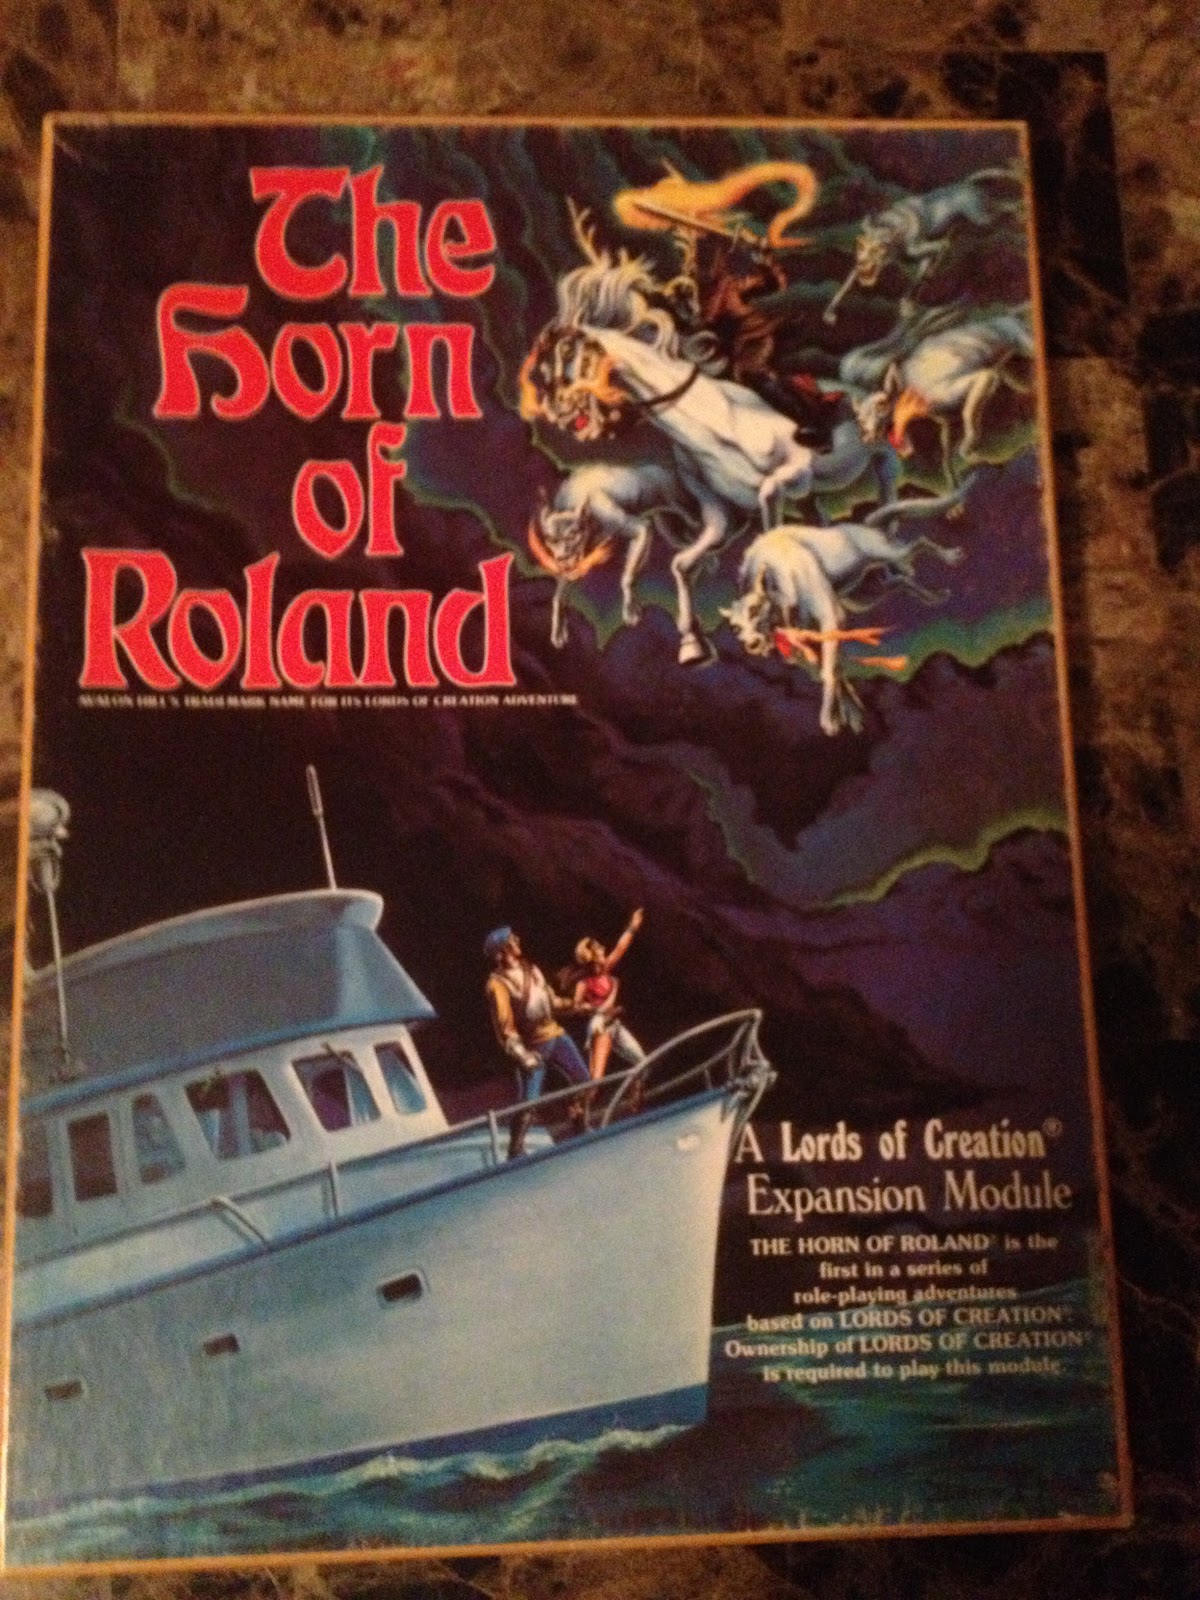 The
Horn
of
Roland
AVALON HILL'S TRADEMARK NAME FOR ITS LORDS OF CREATION ADVENTURE
A Lords of Creation®
Expansion Module
THE HORN OF ROLAND® is the
first in a series of
role-playing adventures
based on LORDS OF CREATION®.
Ownership of LORDS OF CREATION®
is required to play this module.